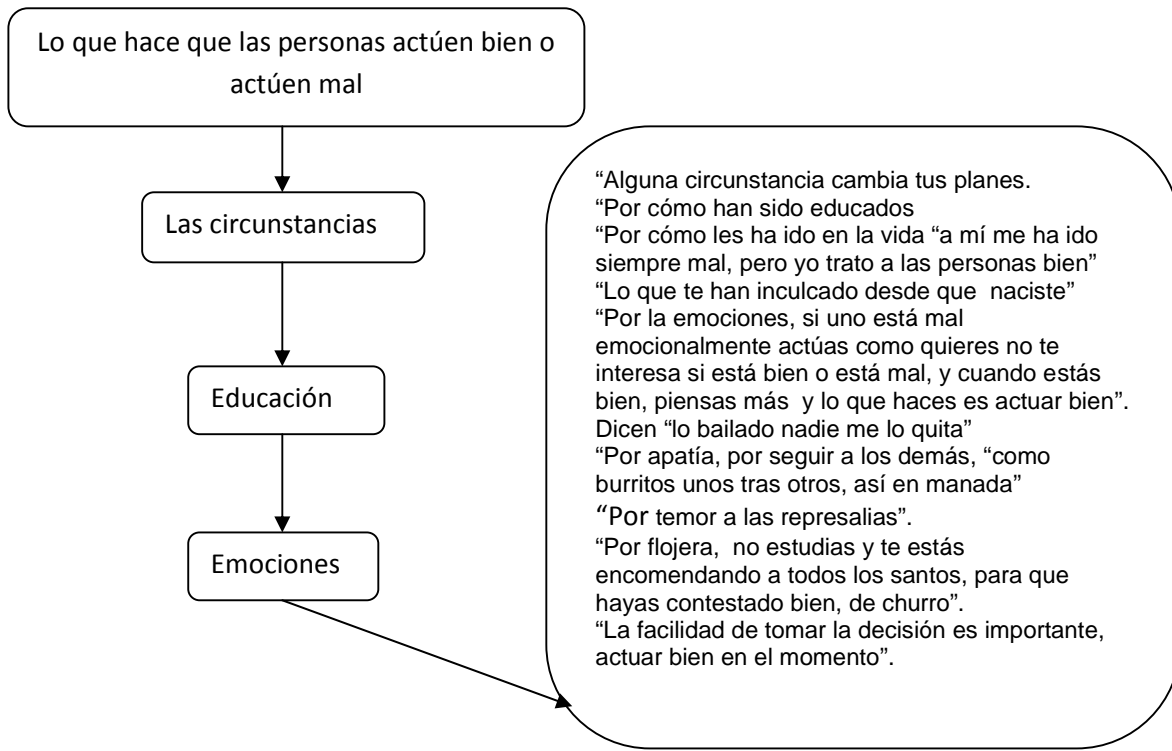 Lo que hace que las personas actúen bien o
actúen mal
Las circunstancias
Educación
Emociones
“Alguna circunstancia cambia tus planes.
“Por cómo han sido educados
“Por cómo les ha ido en la vida “a mí me ha ido
siempre mal, pero yo trato a las personas bien”
“Lo que te han inculcado desde que naciste”
“Por la emociones, si uno está mal
emocionalmente actúas como quieres no te
interesa si está bien o está mal, y cuando estás
bien, piensas más y lo que haces es actuar bien”.
Dicen “lo bailado nadie me lo quita”
“Por apatía, por seguir a los demás, “como
burritos unos tras otros, así en manada”
“Por temor a las represalias”.
“Por flojera, no estudias y te estás
encomendando a todos los santos, para que
hayas contestado bien, de churro”.
“La facilidad de tomar la decisión es importante,
actuar bien en el momento”.